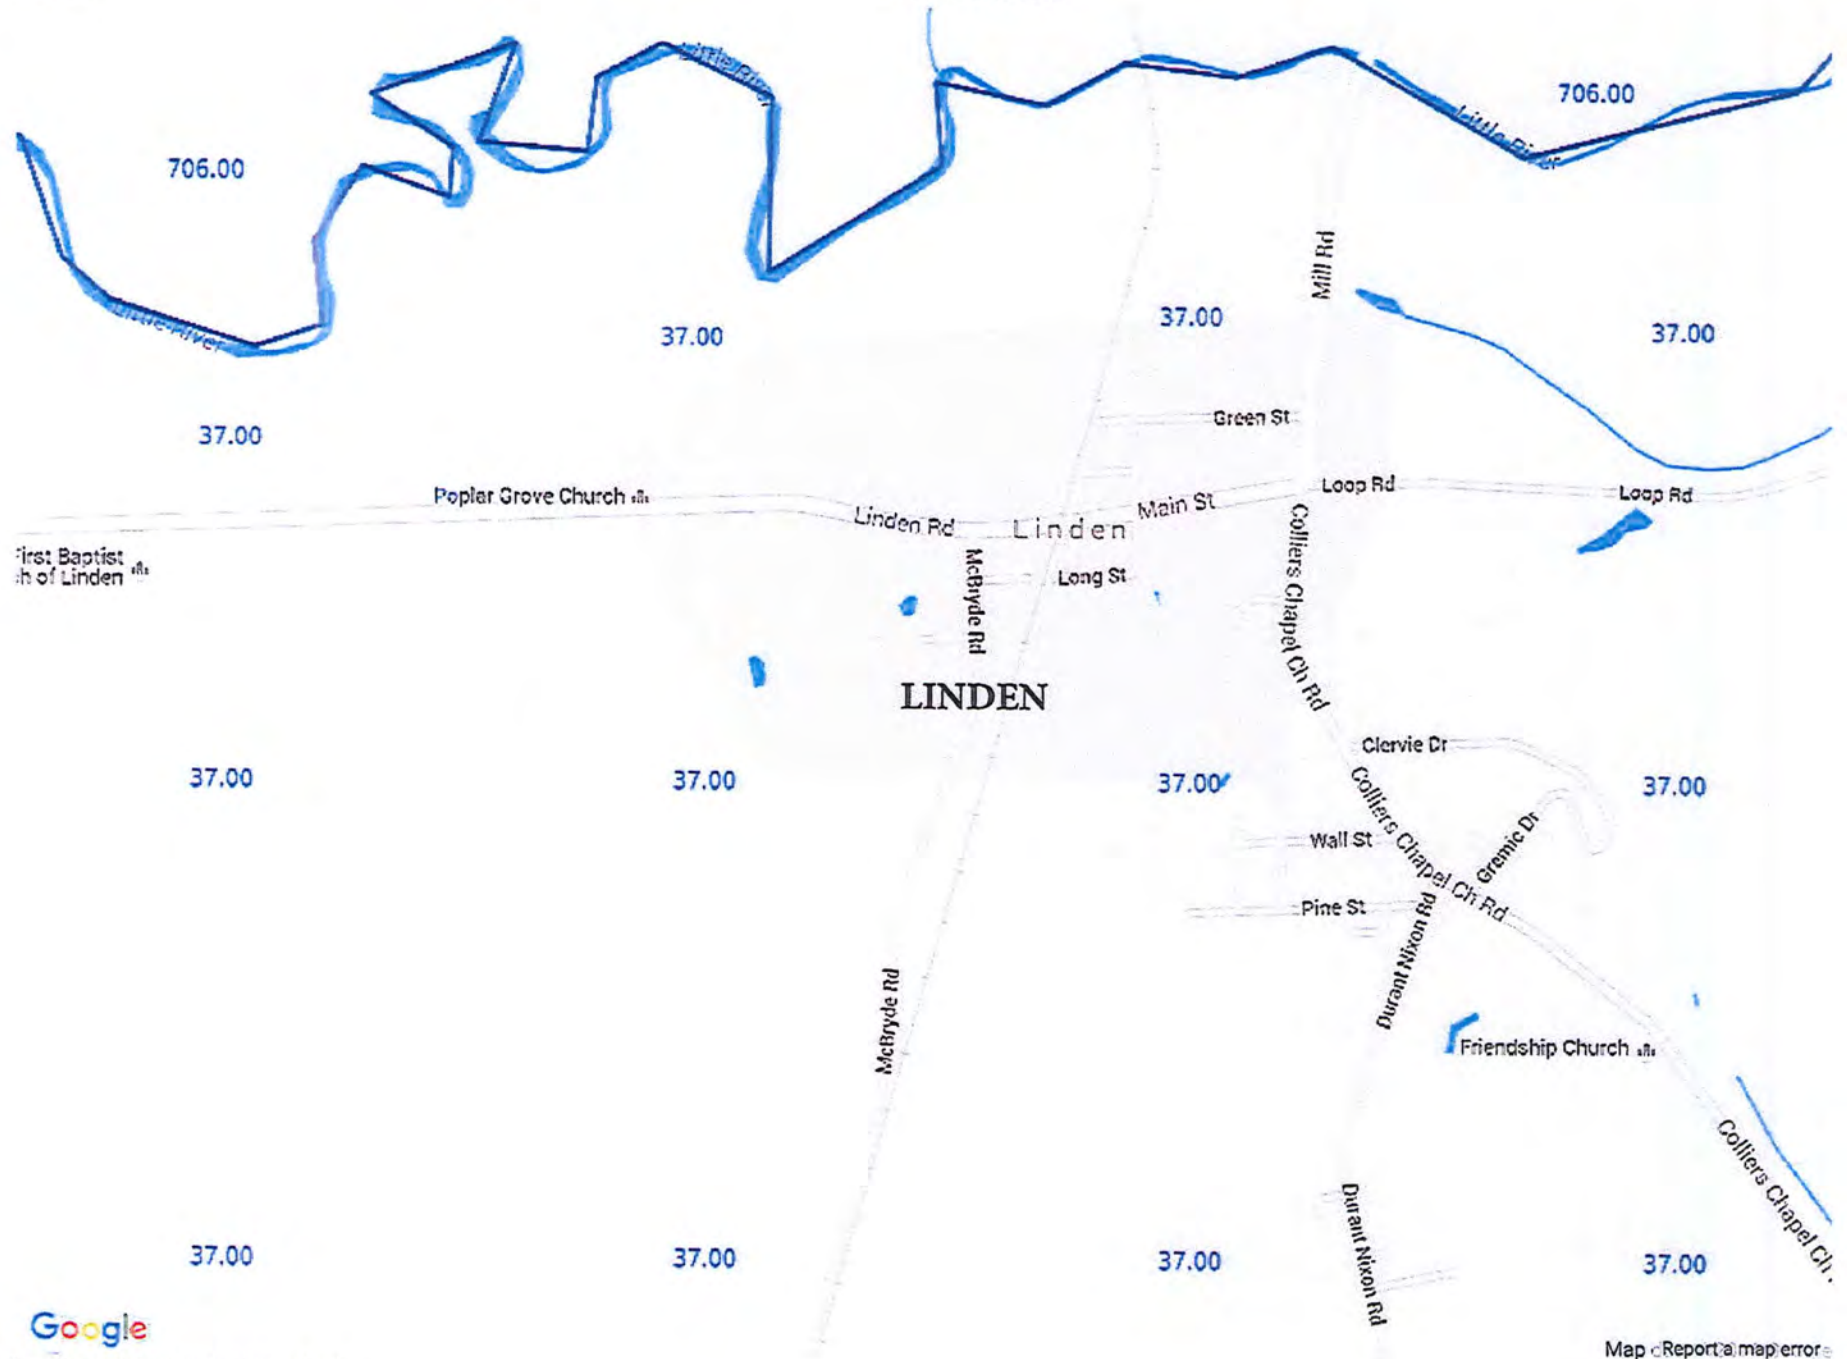 Little River
706.00
706.00
Little River
Little River
Mill Rd
37.00
37.00
37.00
37.00
Green St
Poplar Grove Church
Linden Rd
Linden
Main St
Loop Rd
Loop Rd
First Baptist
h of Linden
McBryde Rd
Long St
Colliers Chapel Ch Rd
LINDEN
Clervie Dr
37.00
37.00
37.00
37.00
Colliers Chapel Ch Rd
Wall St
Gremic Dr
Pine St
Durant Nixon Rd
McBryde Rd
Friendship Church
Colliers Chapel Ch
Durant Nixon Rd
37.00
37.00
37.00
37.00
Google
Map Report a map error